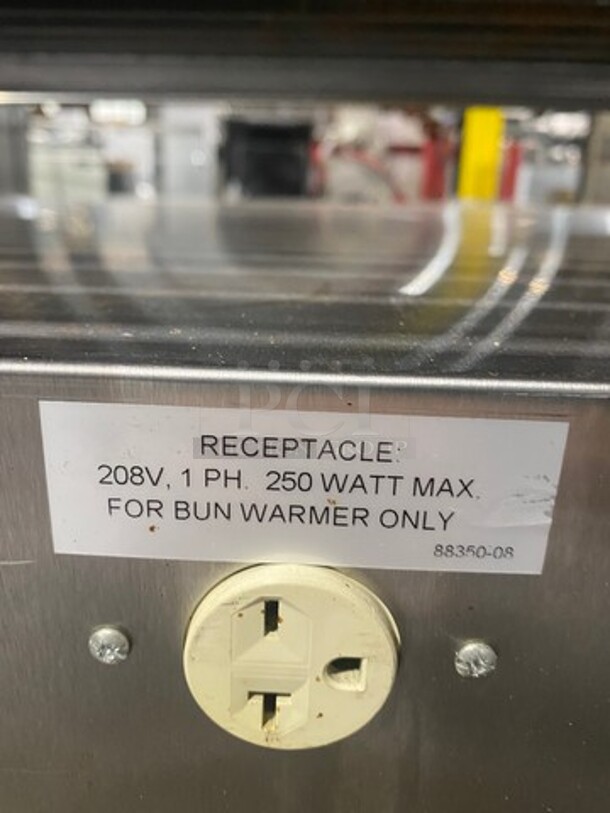 RECEPTACLE:
208V, 1 PH. 250 WATT MAX.
FOR BUN WARMER ONLY
88350-08